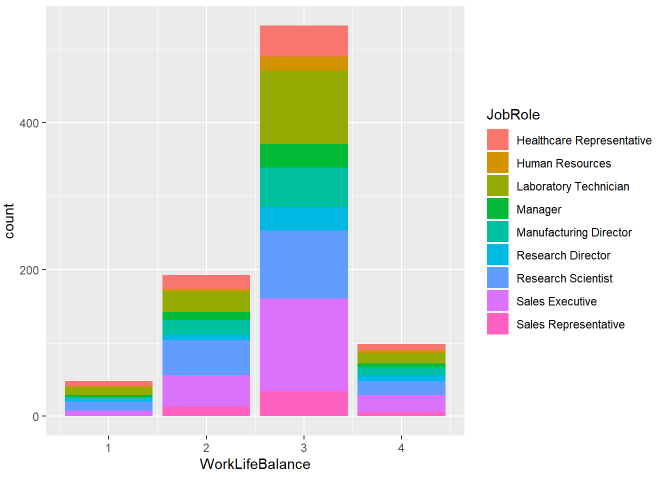 400
200
0
count
1 2 3 4
WorkLifeBalance
JobRole
Healthcare Representative
Human Resources
Laboratory Technician
Manager
Manufacturing Director
Research Director
Research Scientist
Sales Executive
Sales Representative